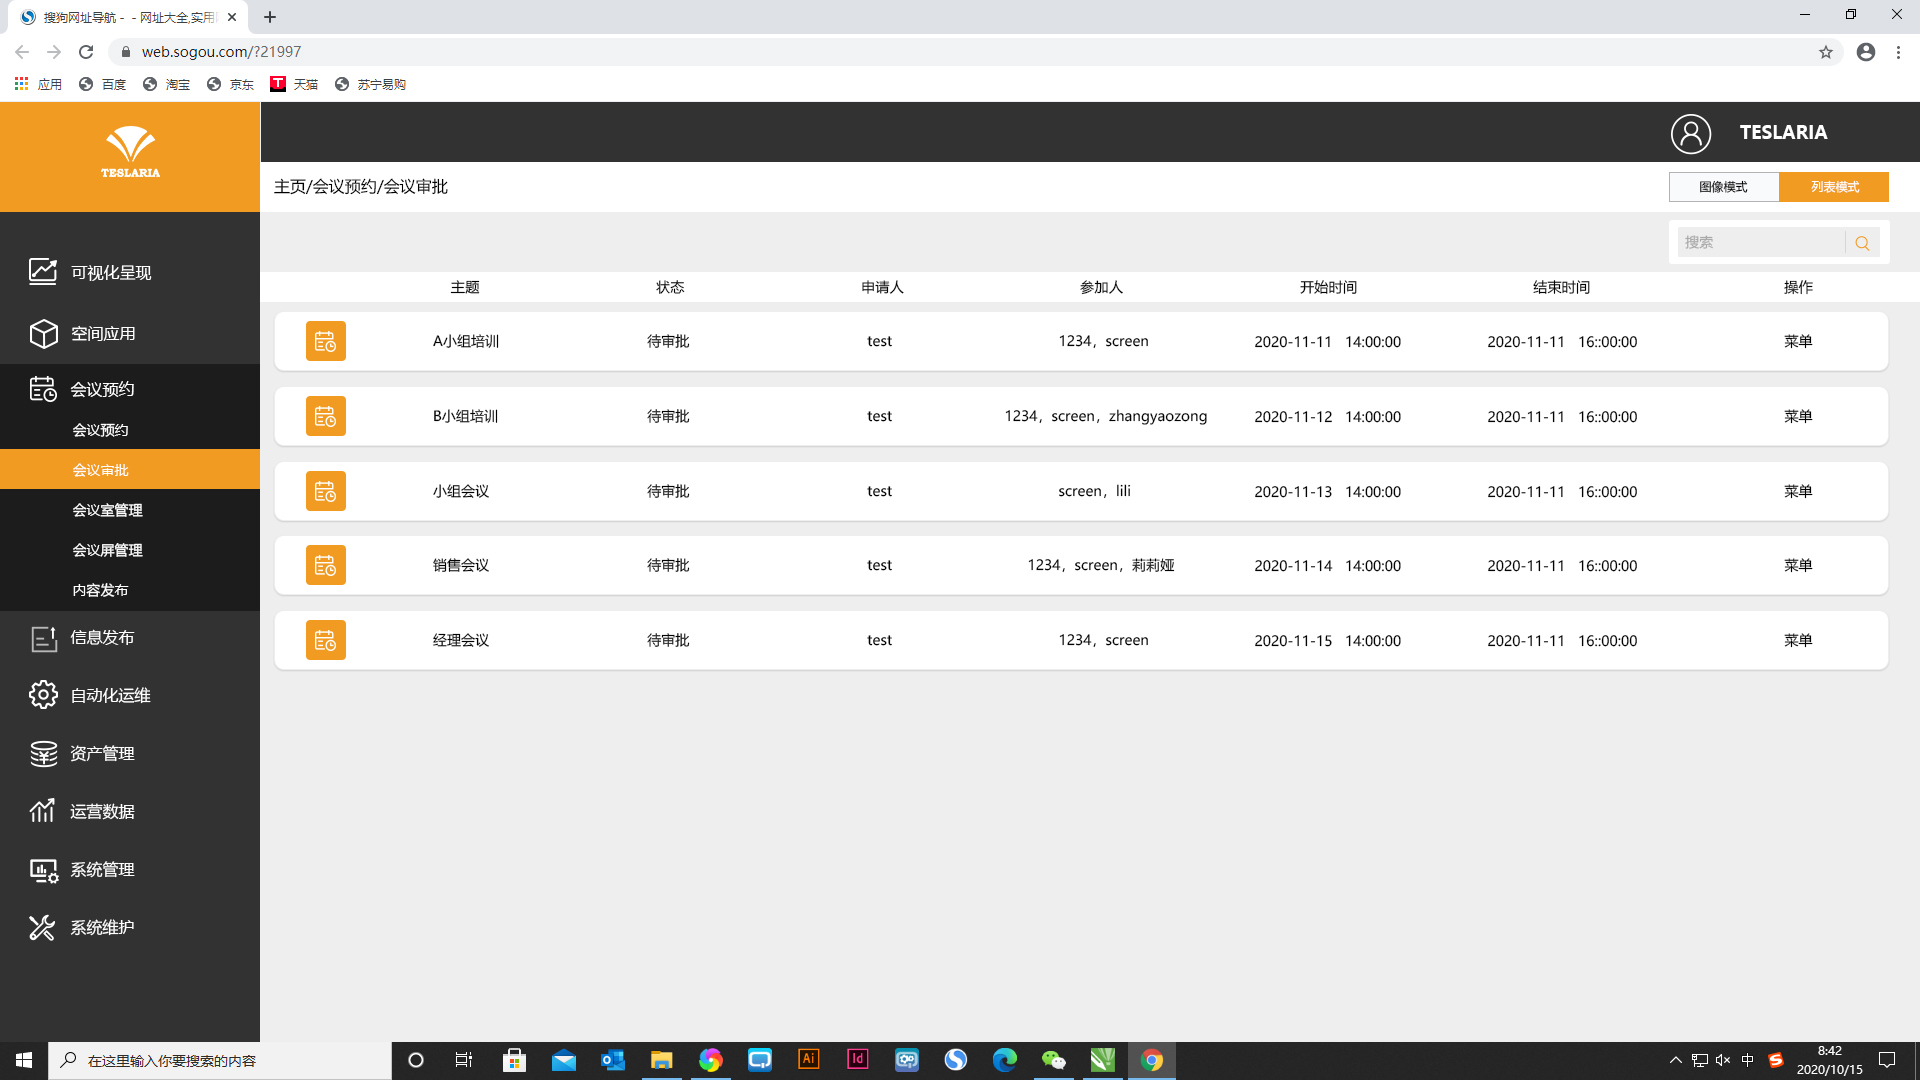 搜狗网址导航 - - 网址大全,实用
web.sogou.com/?21997
应用 百度 淘宝 京东 天猫 苏宁易购
TESLARIA
TESLARIA
主页/会议预约/会议审批
图像模式 列表模式
搜索
主题 状态 申请人 参加人 开始时间 结束时间 操作
A小组培训 待审批 test 1234，screen 2020-11-11 14:00:00 2020-11-11 16::00:00 菜单
B小组培训 待审批 test 1234，screen，zhangyaozong 2020-11-12 14:00:00 2020-11-11 16::00:00 菜单
小组会议 待审批 test screen，lili 2020-11-13 14:00:00 2020-11-11 16::00:00 菜单
销售会议 待审批 test 1234，screen，莉莉娅 2020-11-14 14:00:00 2020-11-11 16::00:00 菜单
经理会议 待审批 test 1234，screen 2020-11-15 14:00:00 2020-11-11 16::00:00 菜单
可视化呈现
空间应用
会议预约
会议预约
会议审批
会议室管理
会议屏管理
内容发布
信息发布
自动化运维
资产管理
运营数据
系统管理
系统维护
在这里输入你要搜索的内容
Ai
Id
中
8:42
2020/10/15